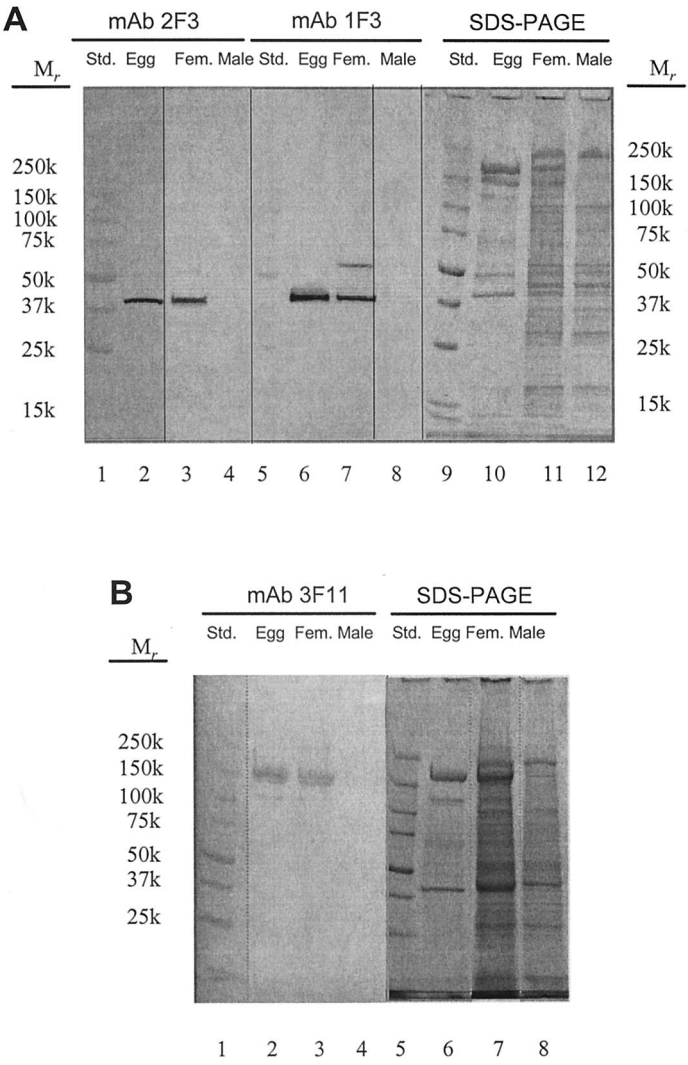 A
mAb 2F3 mAb 1F3 SDS-PAGE
Std. Egg Fem. Male Std. Egg Fem. Male Std. Egg Fem. Male
Mr Mr
250k 250k
150k 150k
100k 100k
75k 75k
50k 50k
37k 37k
25k 25k
15k 15k
1 2 3 4 5 6 7 8 9 10 11 12
B
mAb 3F11 SDS-PAGE
Std. Egg Fem. Male Std. Egg Fem. Male
Mr
250k
150k
100k
75k
50k
37k
25k
1 2 3 4 5 6 7 8